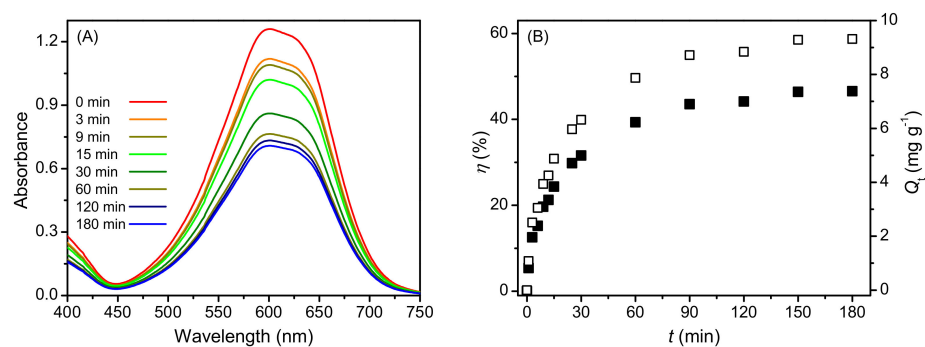 (A)
1.2
0.9
0.6
0.3
0.0
Absorbance
0 min
3 min
9 min
15 min
30 min
60 min
120 min
180 min
400 450 500 550 600 650 700 750
Wavelength (nm)
(B)
60
40
20
0
η (%)
10
8
6
4
2
0
Qt (mg g-1)
0 30 60 90 120 150 180
t (min)